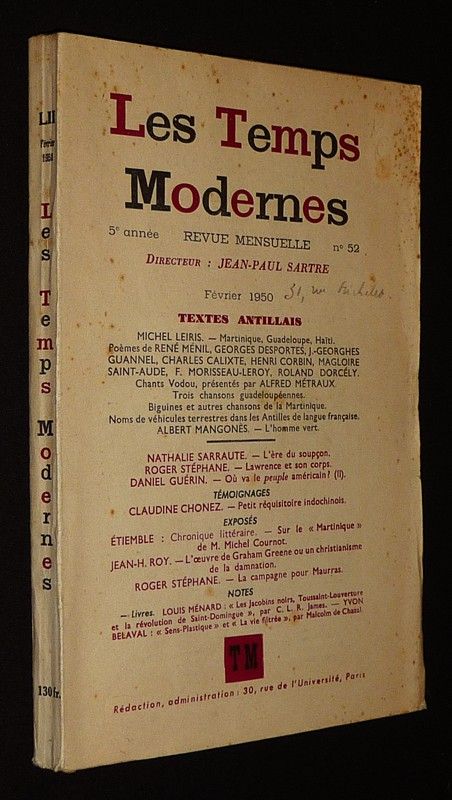 LII
Février
1950
Les Temps Modernes
130 fr.
Les Temps
Modernes
5e année REVUE MENSUELLE n° 52
DIRECTEUR : JEAN-PAUL SARTRE
Février 1950 31, rue
TEXTES ANTILLAIS
MICHEL LEIRIS. — Martinique, Guadeloupe, Haïti.
Poèmes de RENÉ MÉNIL, GEORGES DESPORTES, J.-GEORGHES
GUANNEL, CHARLES CALIXTE, HENRI CORBIN, MAGLOIRE
SAINT-AUDE, F. MORISSEAU-LEROY, ROLAND DORCÉLY.
Chants Vodou, présentés par ALFRED MÉTRAUX.
Trois chansons guadeloupéennes.
Biguines et autres chansons de la Martinique.
Noms de véhicules terrestres dans les Antilles de langue française.
ALBERT MANGONÈS. — L'homme vert.
NATHALIE SARRAUTE. — L'ère du soupçon.
ROGER STÉPHANE. — Lawrence et son corps.
DANIEL GUÉRIN. — Où va le peuple américain? (II).
TÉMOIGNAGES
CLAUDINE CHONEZ. — Petit réquisitoire indochinois.
EXPOSÉS
ÉTIEMBLE : Chronique littéraire. — Sur le « Martinique »
de M. Michel Cournot.
JEAN-H. ROY. — L'œuvre de Graham Greene ou un christianisme
de la damnation.
ROGER STÉPHANE. — La campagne pour Maurras.
NOTES
— Livres. LOUIS MÉNARD : « Les Jacobins noirs, Toussaint-Louverture
et la révolution de Saint-Domingue », par C. L. R. James. — YVON
BELAVAL : « Sens-Plastique » et « La vie filtrée », par Malcolm de Chazal.
TM
Rédaction, administration : 30, rue de l'Université, Paris